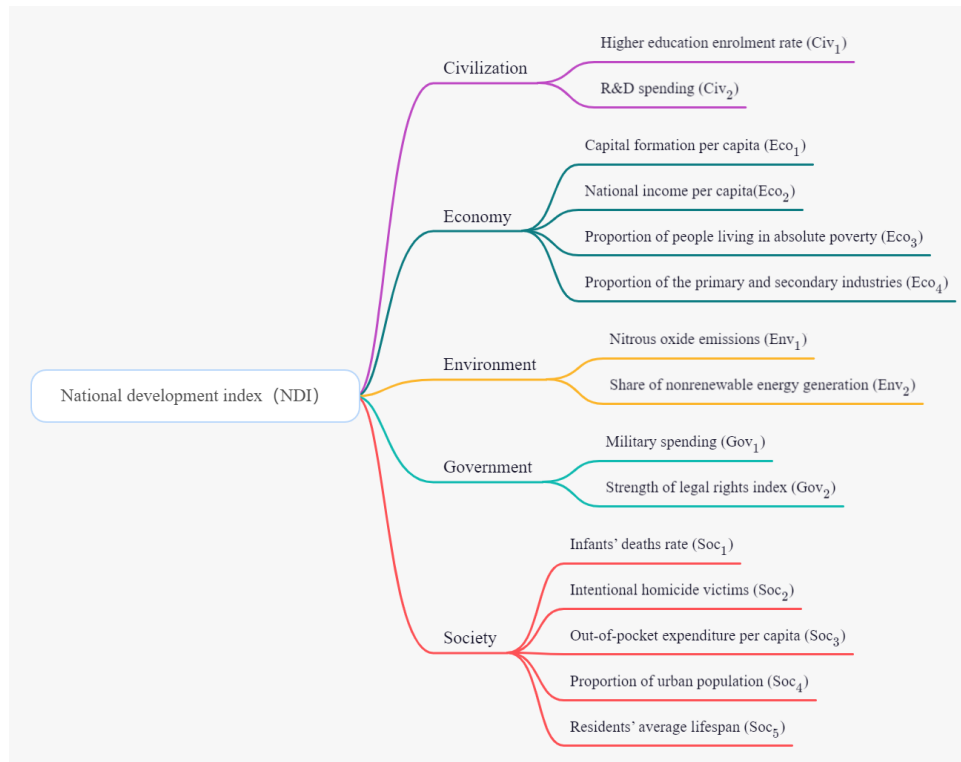 Civilization
Higher education enrolment rate (Civ₁)
R&D spending (Civ₂)
Economy
Capital formation per capita (Eco₁)
National income per capita(Eco₂)
Proportion of people living in absolute poverty (Eco₃)
Proportion of the primary and secondary industries (Eco₄)
National development index（NDI）
Environment
Nitrous oxide emissions (Env₁)
Share of nonrenewable energy generation (Env₂)
Government
Military spending (Gov₁)
Strength of legal rights index (Gov₂)
Society
Infants’ deaths rate (Soc₁)
Intentional homicide victims (Soc₂)
Out-of-pocket expenditure per capita (Soc₃)
Proportion of urban population (Soc₄)
Residents’ average lifespan (Soc₅)